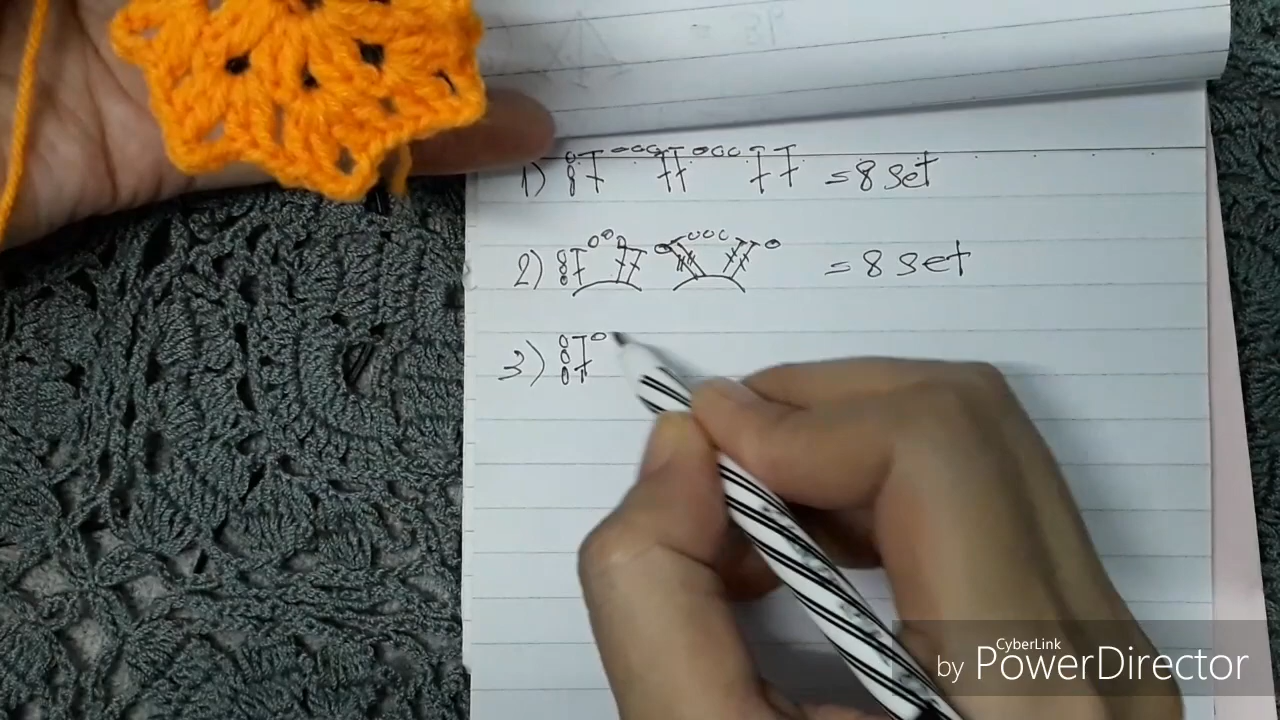 1) = 8 Set
2) = 8 Set
3)
CyberLink
by PowerDirector